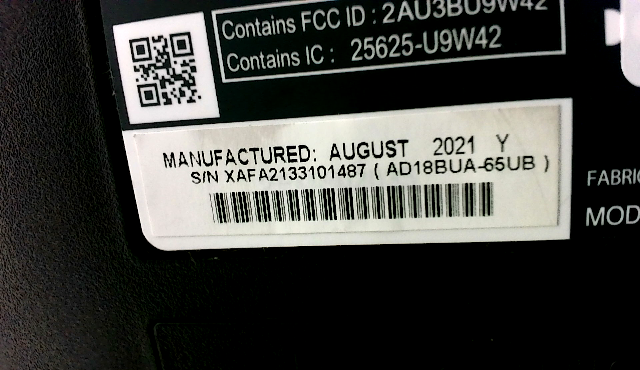 Contains FCC ID : 2AU3BU9W42
Contains IC : 25625-U9W42
MANUFACTURED: AUGUST 2021 Y
S/N XAFA2133101487 ( AD18BUA-65UB )
FABRIC
MOD